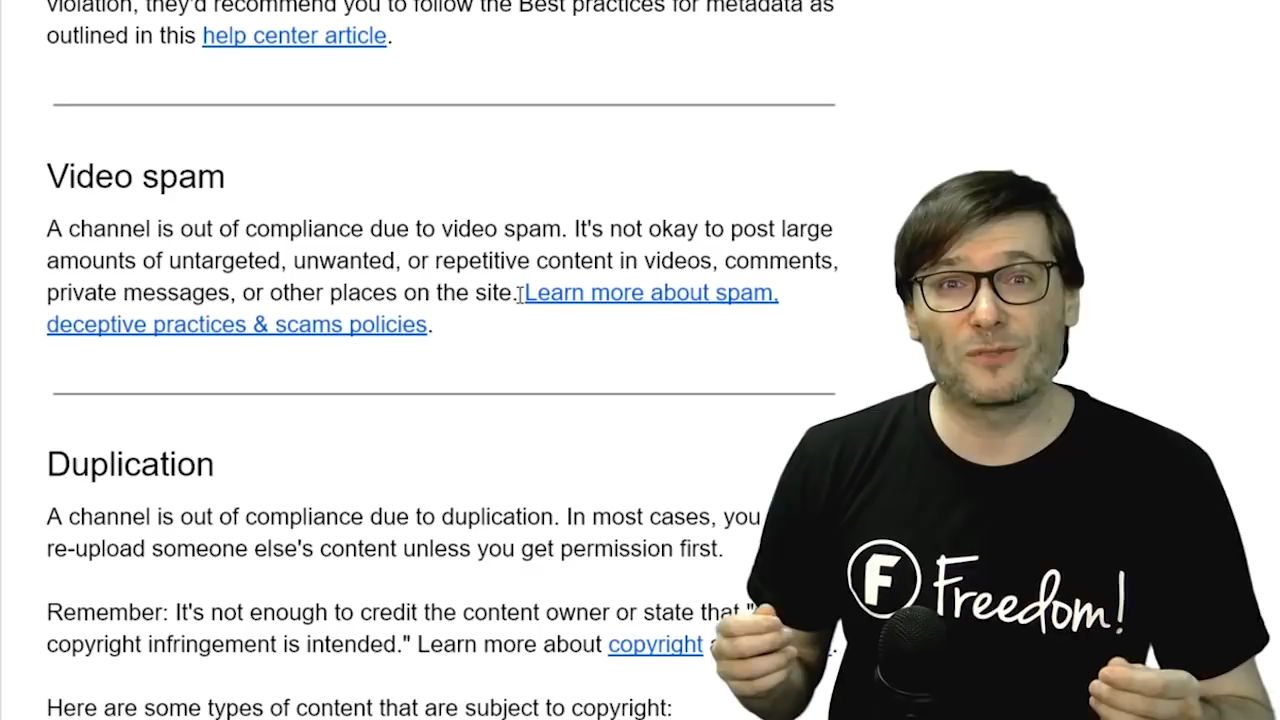 violation, they'd recommend you to follow the Best practices for metadata as
outlined in this help center article.
Video spam
A channel is out of compliance due to video spam. It's not okay to post large
amounts of untargeted, unwanted, or repetitive content in videos, comments,
private messages, or other places on the site. Learn more about spam,
deceptive practices & scams policies.
Duplication
A channel is out of compliance due to duplication. In most cases, you
re-upload someone else's content unless you get permission first.
Remember: It's not enough to credit the content owner or state that "
copyright infringement is intended." Learn more about copyright
Here are some types of content that are subject to copyright:
F Freedom!